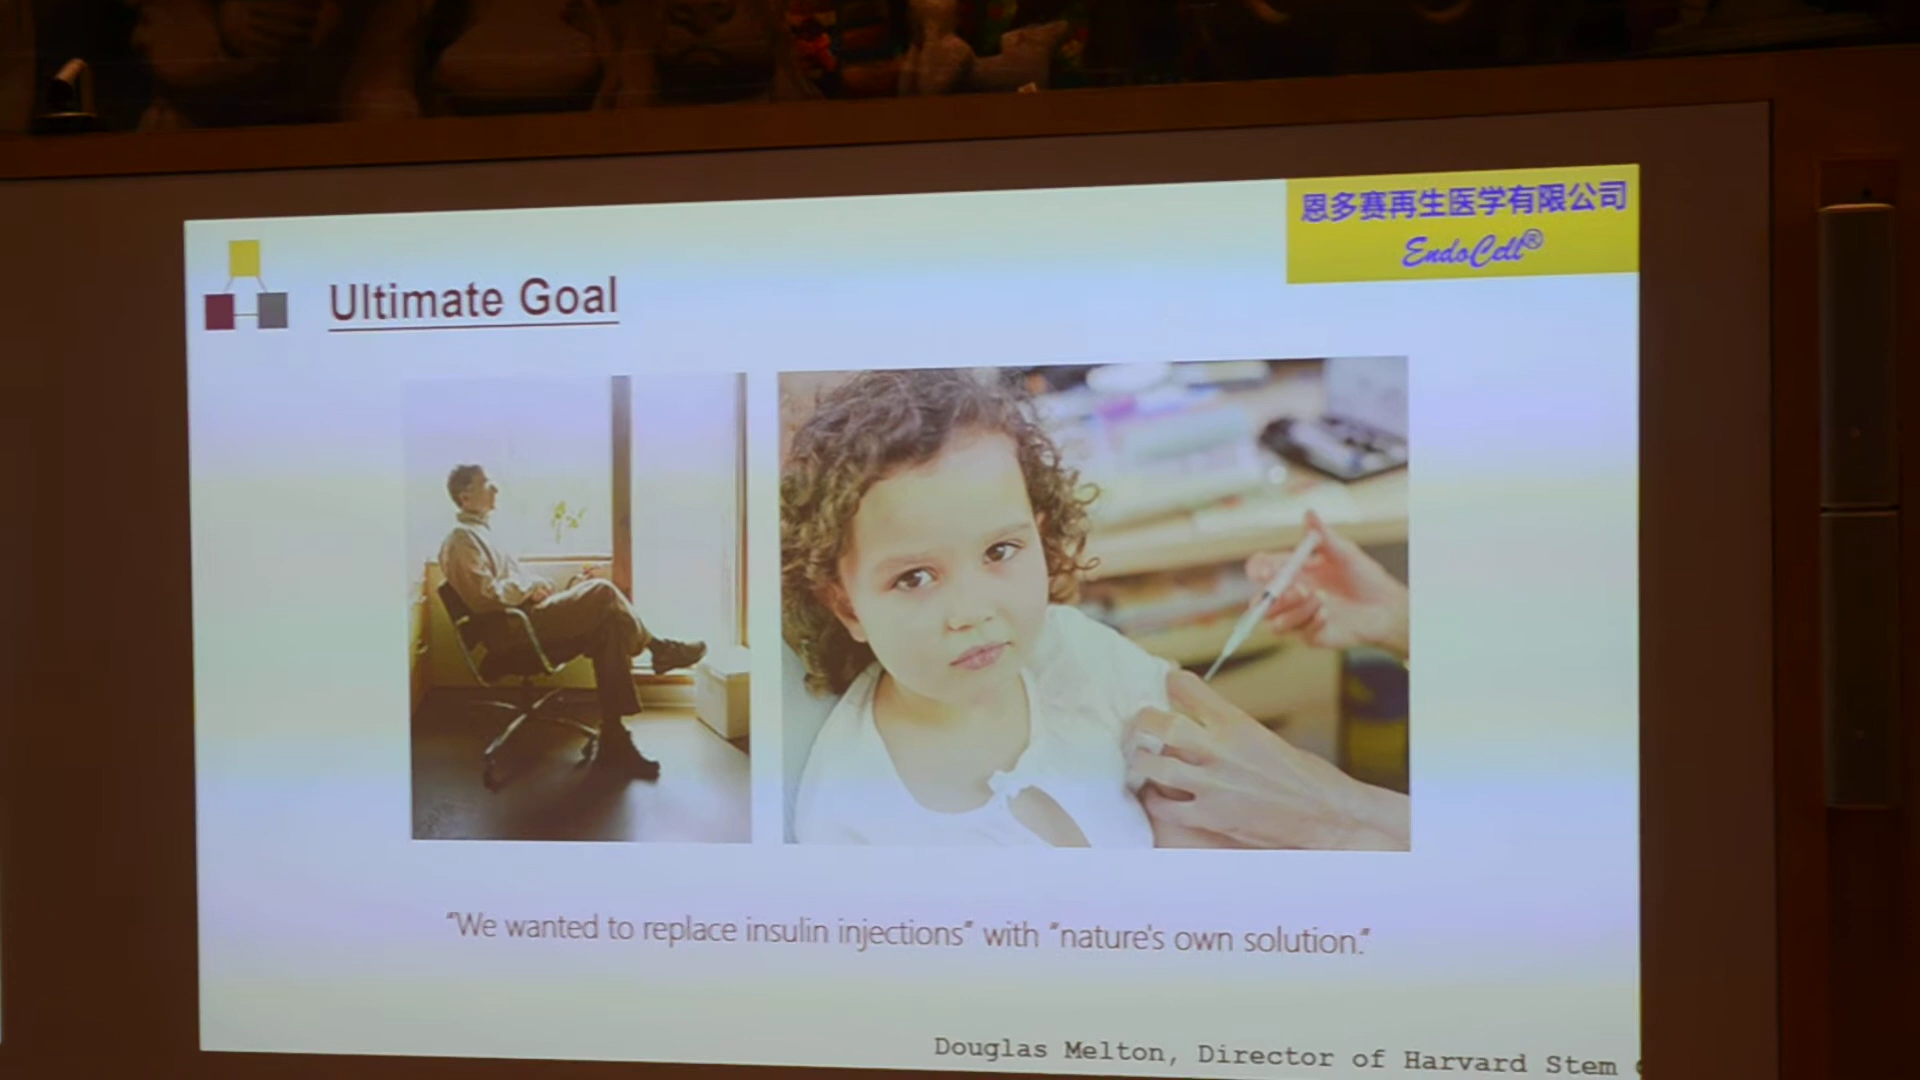 恩多赛再生医学有限公司
EndoCell®
Ultimate Goal
“We wanted to replace insulin injections” with “nature's own solution.”
Douglas Melton, Director of Harvard Stem